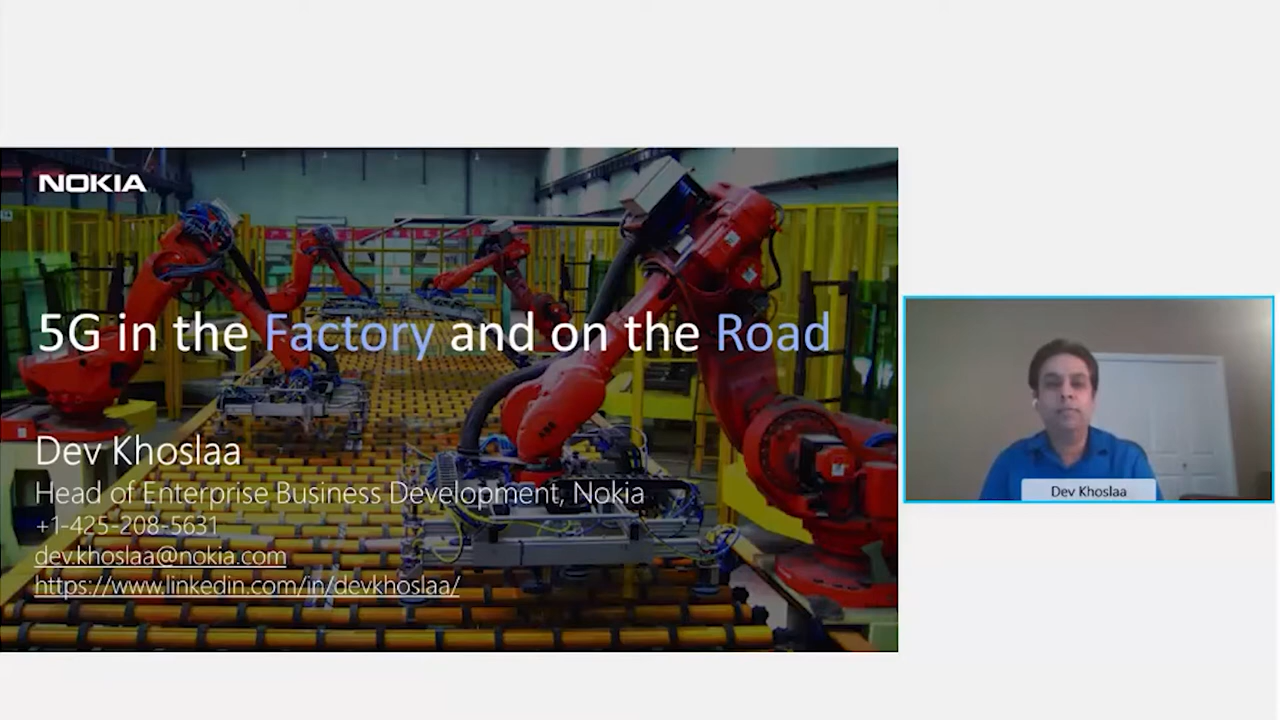 NOKIA
5G in the Factory and on the Road
Dev Khoslaa
Head of Enterprise Business Development, Nokia
+1-425-208-5631
dev.khoslaa@nokia.com
https://www.linkedin.com/in/devkhoslaa/
Dev Khoslaa